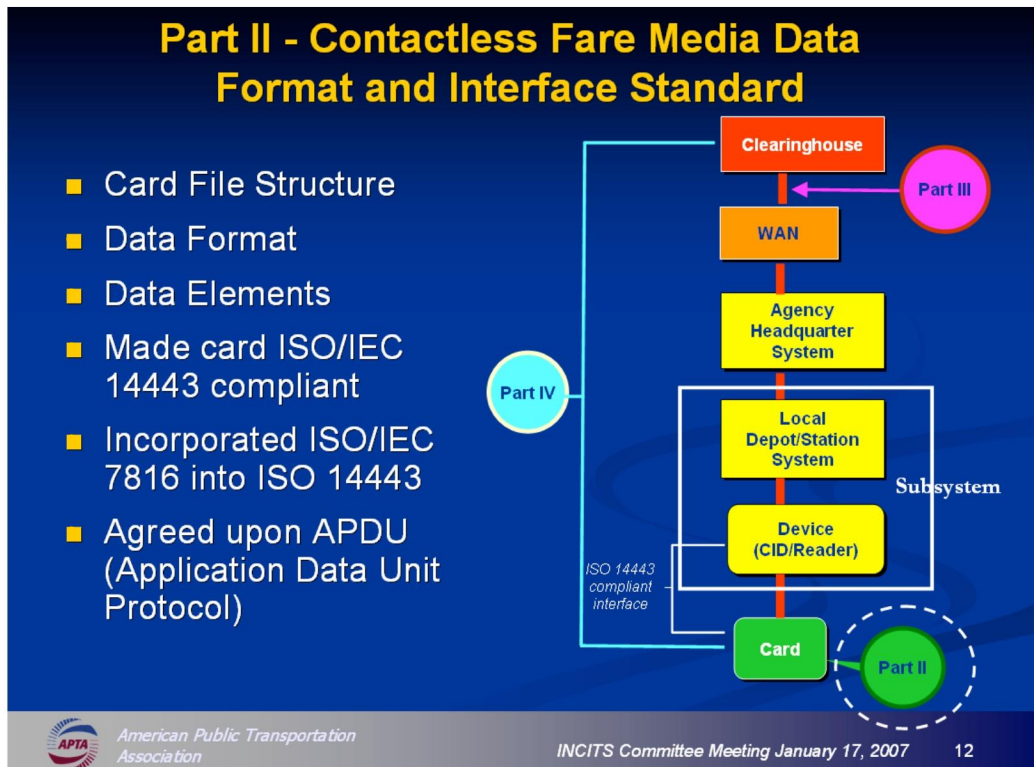 Part II - Contactless Fare Media Data
Format and Interface Standard
Card File Structure
Data Format
Data Elements
Made card ISO/IEC
14443 compliant
Incorporated ISO/IEC
7816 into ISO 14443
Agreed upon APDU
(Application Data Unit
Protocol)
Clearinghouse
Part III
WAN
Agency
Headquarter
System
Part IV
Local
Depot/Station
System
Subsystem
Device
(CID/Reader)
ISO 14443
compliant
interface
Card
Part II
APTA
American Public Transportation
Association
INCITS Committee Meeting January 17, 2007
12